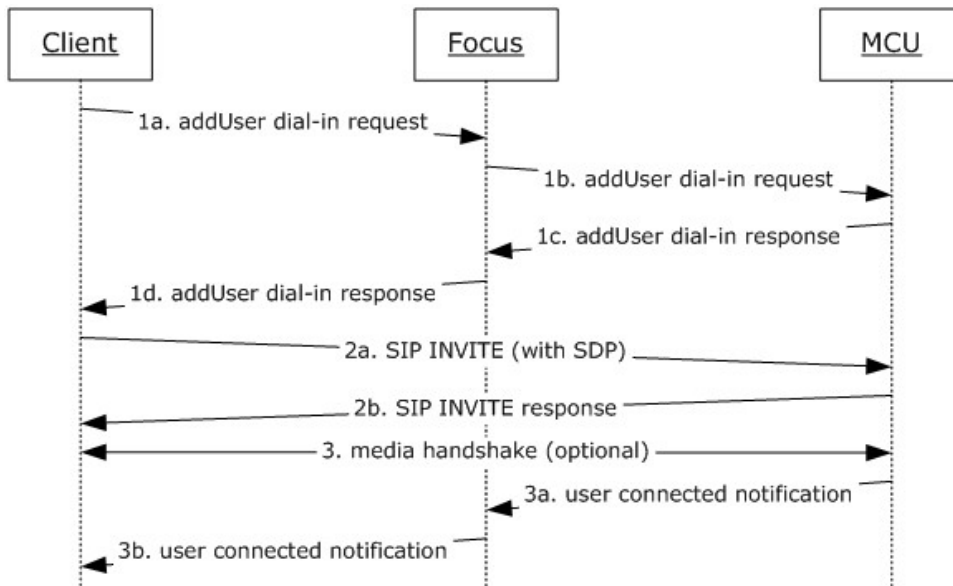 Client
Focus
MCU
1a. addUser dial-in request
1b. addUser dial-in request
1c. addUser dial-in response
1d. addUser dial-in response
2a. SIP INVITE (with SDP)
2b. SIP INVITE response
3. media handshake (optional)
3a. user connected notification
3b. user connected notification